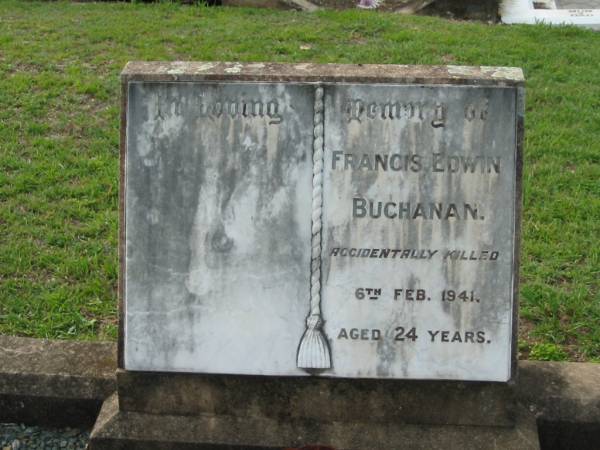 In Loving Memory of
FRANCIS EDWIN
BUCHANAN.
ACCIDENTALLY KILLED
6TH FEB. 1941.
AGED 24 YEARS.